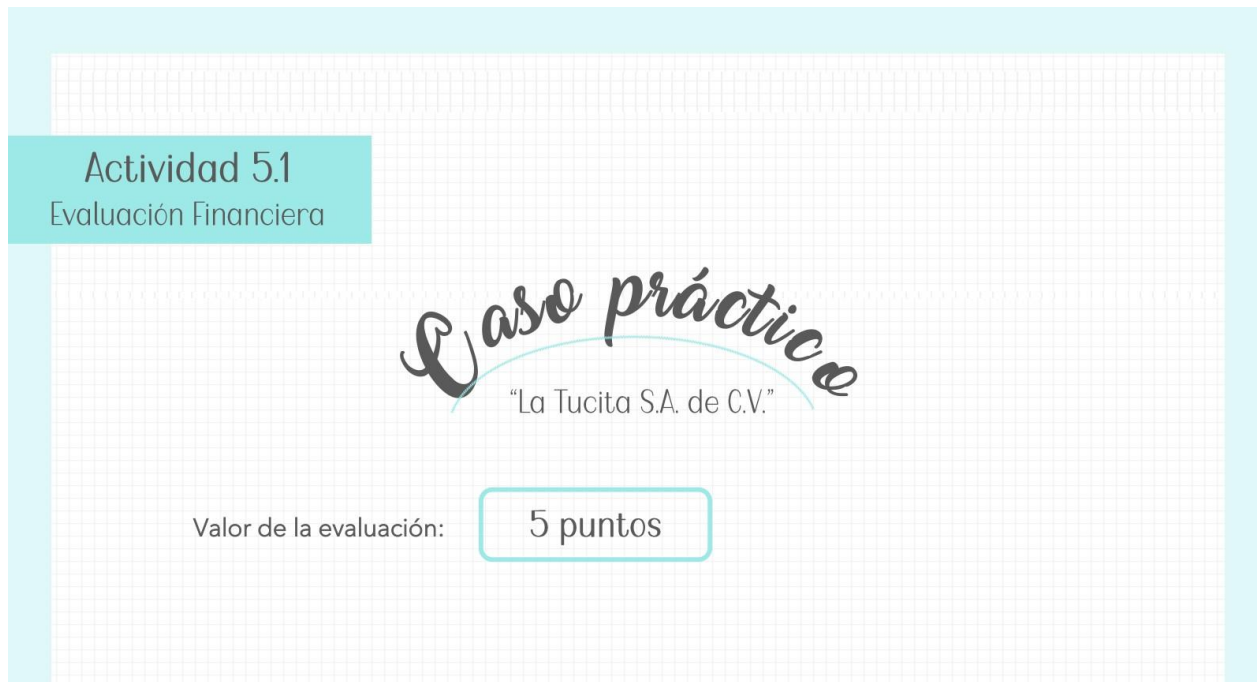 Actividad 5.1
Evaluación Financiera
Caso práctico
“La Tucita S.A. de C.V.”
Valor de la evaluación:
5 puntos